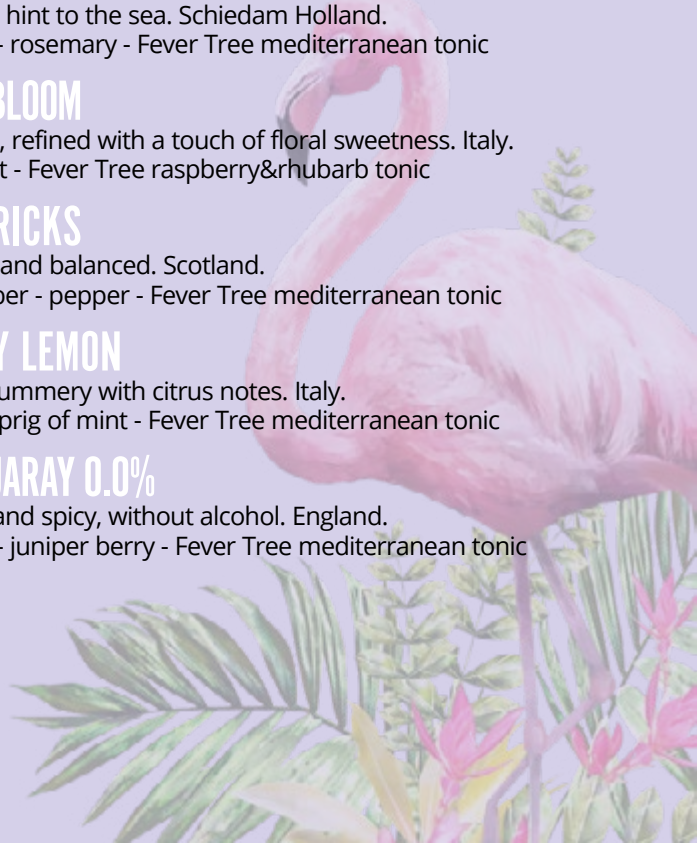 hint to the sea. Schiedam Holland.
- rosemary - Fever Tree mediterranean tonic
BLOOM
, refined with a touch of floral sweetness. Italy.
t - Fever Tree raspberry&rhubarb tonic
RICKS
and balanced. Scotland.
ber - pepper - Fever Tree mediterranean tonic
Y LEMON
ummery with citrus notes. Italy.
prig of mint - Fever Tree mediterranean tonic
ARAY 0.0%
and spicy, without alcohol. England.
- juniper berry - Fever Tree mediterranean tonic